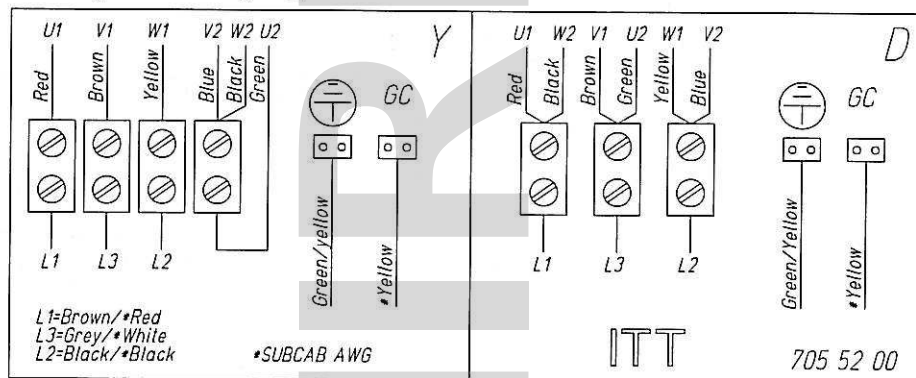 U1 V1 W1 V2 W2 U2
Y
Red
Brown
Yellow
Blue
Black
Green
GC
L1 L3 L2
Green/yellow
*Yellow
L1=Brown/*Red
L3=Grey/*White
L2=Black/*Black
*SUBCAB AWG
U1 W2 V1 U2 W1 V2
D
Red
Black
Brown
Green
Yellow
Blue
GC
L1 L3 L2
Green/Yellow
*Yellow
ITT
705 52 00